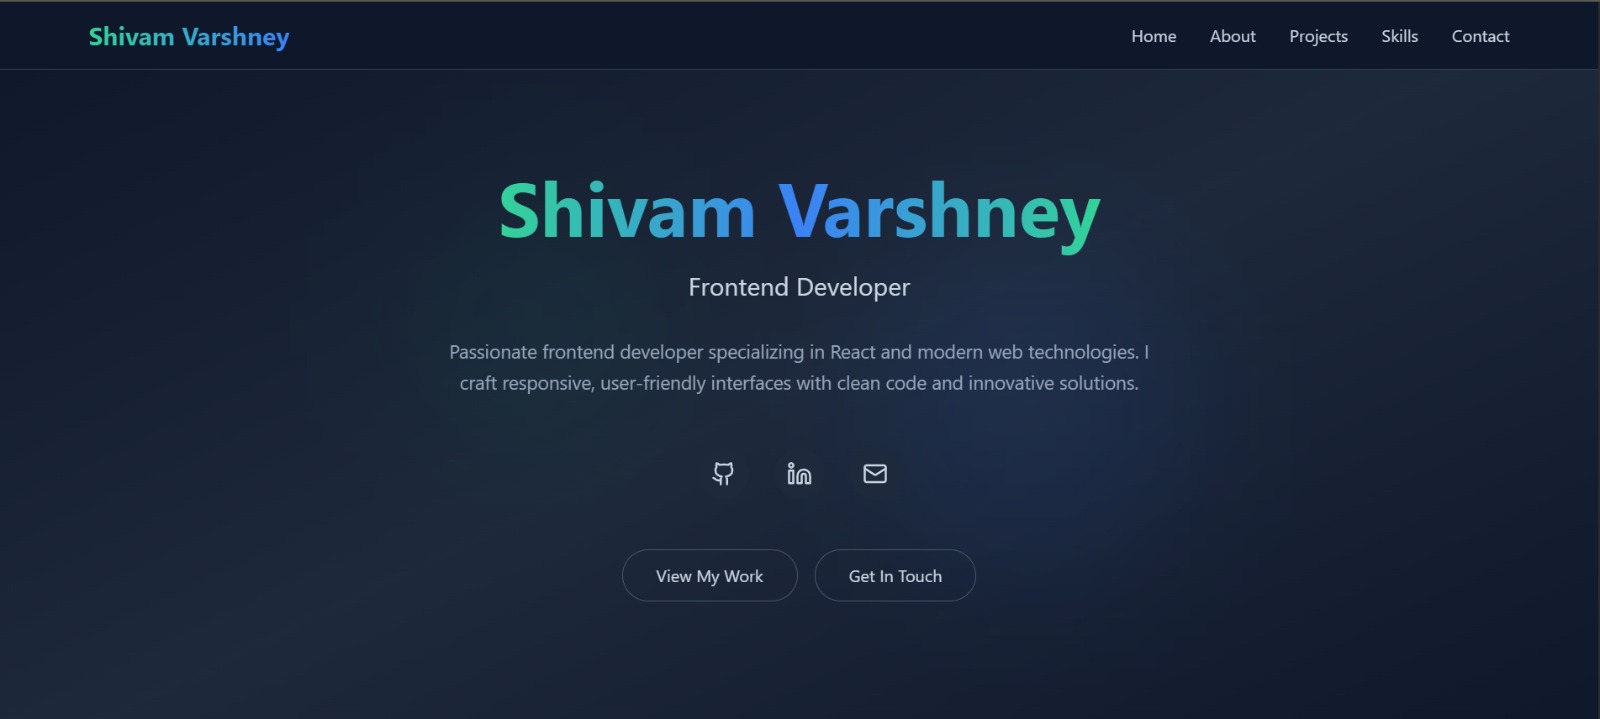 Shivam Varshney
Home About Projects Skills Contact
Shivam Varshney
Frontend Developer
Passionate frontend developer specializing in React and modern web technologies. I
craft responsive, user-friendly interfaces with clean code and innovative solutions.
View My Work Get In Touch